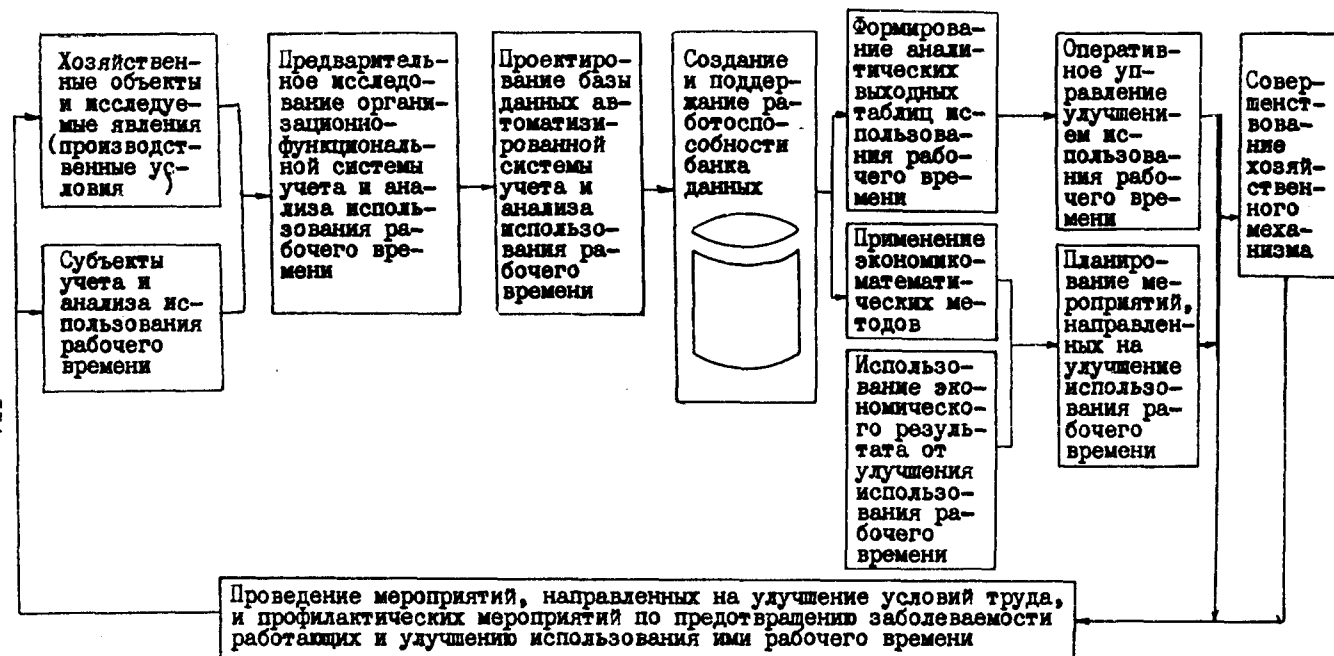 Хозяйствен-
ные объекты
и исследуе-
мые явления
(производст-
венные ус-
ловия )
Субъекты
учета и
анализа ис-
пользования
рабочего
времени
Предваритель-
ное исследо-
вание органи-
зационно-
функциональ-
ной системы
учета и ана-
лиза исполь-
зования ра-
бочего вре-
мени
Проектиро-
вание базы
данных ав-
томатизи-
рованной
системы
учета и
анализа
использо-
вания ра-
бочего
времени
Создание
и поддер-
жание ра-
ботоспо-
собности
банка
данных
Формирова-
ние анали-
тических
выходных
таблиц ис-
пользова-
ния рабо-
чего вре-
мени
Применение
экономико-
математи-
ческих ме-
тодов
Использо-
вание эко-
номическо-
го резуль-
тата от
улучшения
использо-
вания ра-
бочего
времени
Оператив-
ное уп-
равление
улучшени-
ем ис-
пользова-
ния рабо-
чего вре-
мени
Планиро-
вание ме-
роприятий,
направлен-
ных на
улучшение
использо-
вания ра-
бочего
времени
Совер-
шенст-
вова-
ние
хозяй-
ствен-
ного
меха-
низма
Проведение мероприятий, направленных на улучшение условий труда,
и профилактических мероприятий по предотвращению заболеваемости
работающих и улучшению использования ими рабочего времени